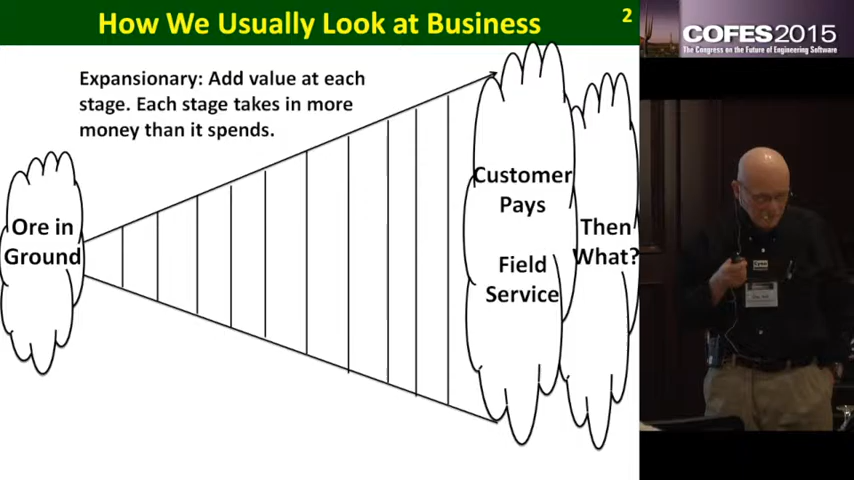 How We Usually Look at Business
2
COFES2015
The Congress on the Future of Engineering Software
Expansionary: Add value at each
stage. Each stage takes in more
money than it spends.
Ore in
Ground
Customer
Pays
Field
Service
Then
What?